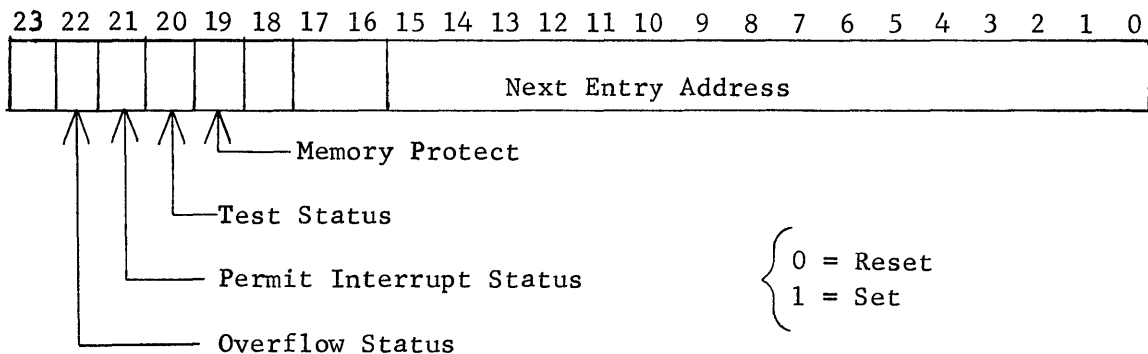 23 22 21 20 19 18 17 16 15 14 13 12 11 10 9 8 7 6 5 4 3 2 1 0
Next Entry Address
Memory Protect
Test Status
Permit Interrupt Status
0 = Reset
1 = Set
Overflow Status